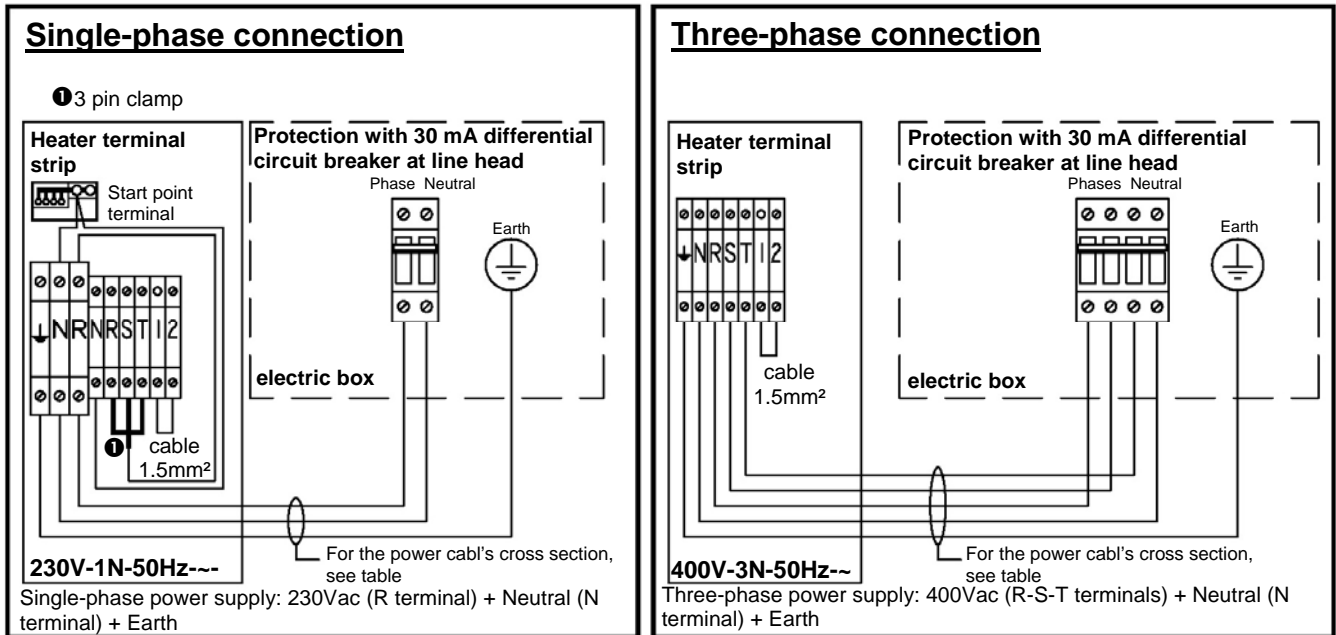 Single-phase connection
❶3 pin clamp
Heater terminal
strip
Start point
terminal
⏚ N R N R S T 1 2
❶
cable
1.5mm²
Protection with 30 mA differential
circuit breaker at line head
Phase Neutral
Earth
electric box
For the power cabl's cross section,
see table
230V-1N-50Hz-~-
Single-phase power supply: 230Vac (R terminal) + Neutral (N
terminal) + Earth
Three-phase connection
Heater terminal
strip
⏚ N R S T 1 2
cable
1.5mm²
Protection with 30 mA differential
circuit breaker at line head
Phases Neutral
Earth
electric box
For the power cabl's cross section,
see table
400V-3N-50Hz-~
Three-phase power supply: 400Vac (R-S-T terminals) + Neutral (N
terminal) + Earth